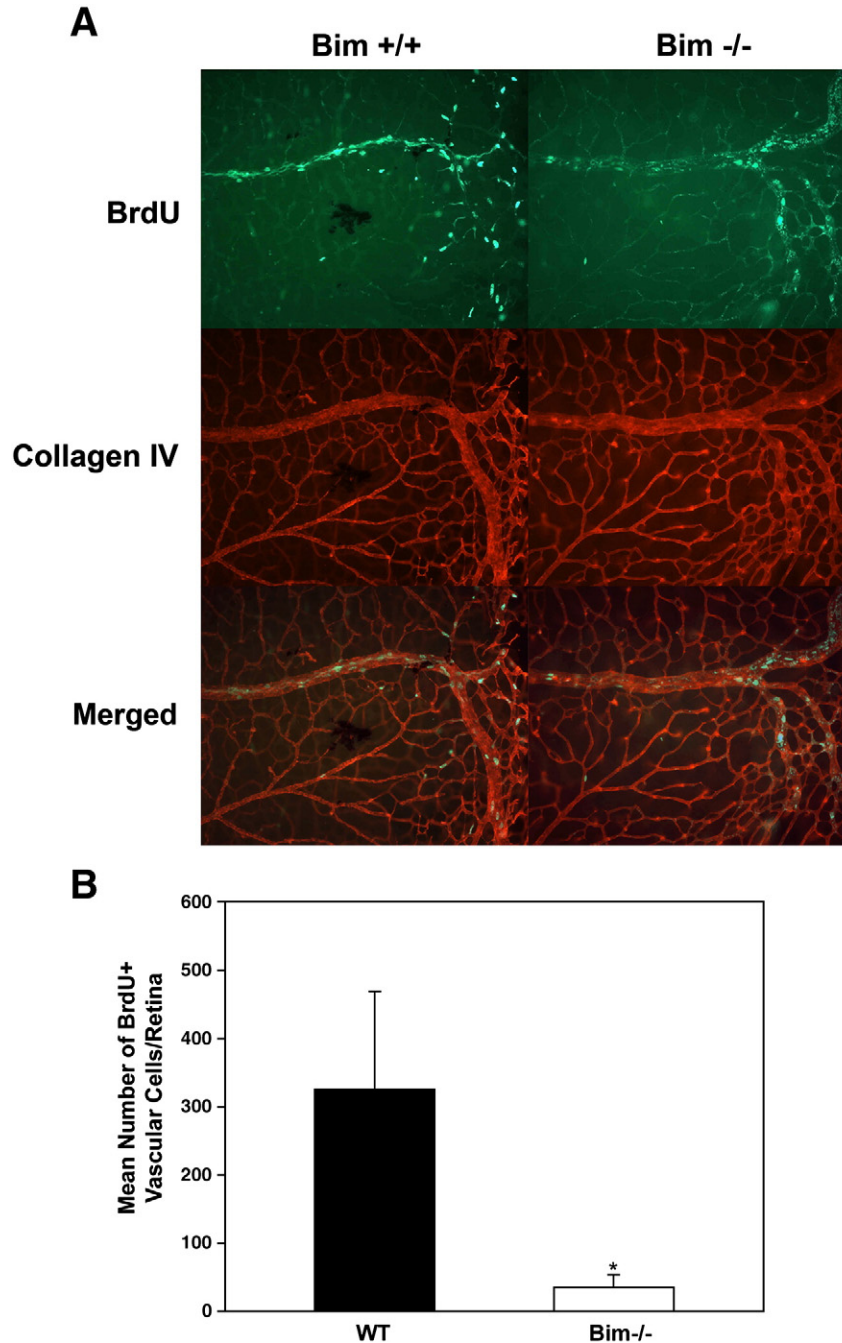 A
Bim +/+ Bim -/-
BrdU
Collagen IV
Merged
B
Mean Number of BrdU+
Vascular Cells/Retina
600
500
400
300
200
100
0
*
WT Bim-/-